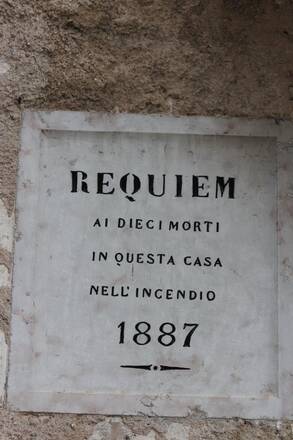 REQUIEM
AI DIECI MORTI
IN QUESTA CASA
NELL'INCENDIO
1887